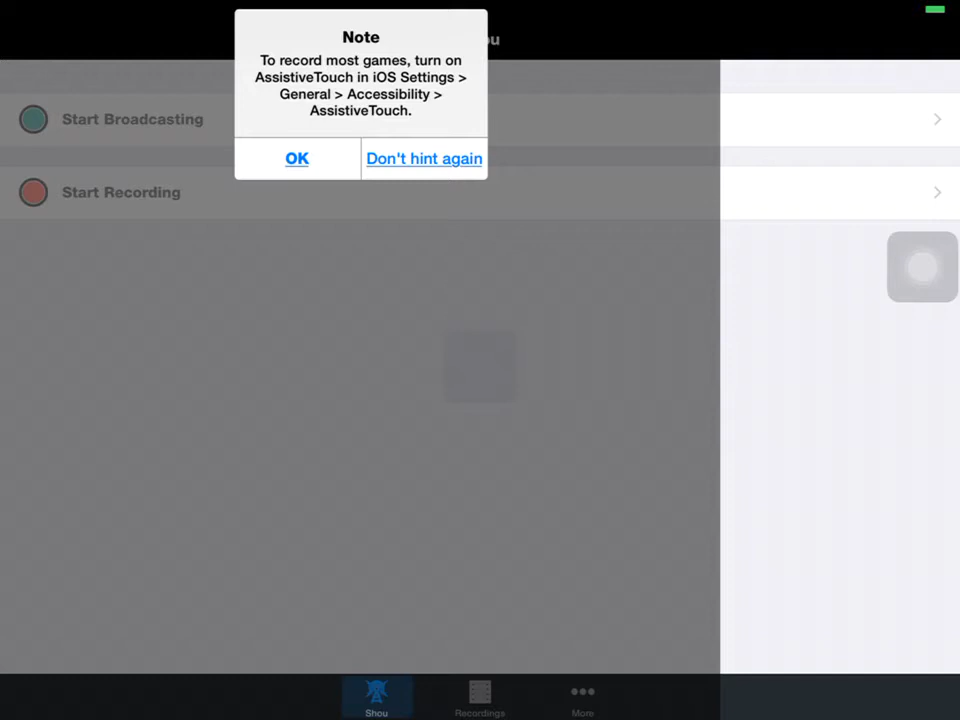 Note
To record most games, turn on
AssistiveTouch in iOS Settings >
General > Accessibility >
AssistiveTouch.
OK
Don't hint again
Start Broadcasting
Start Recording
Shou
Recordings
More